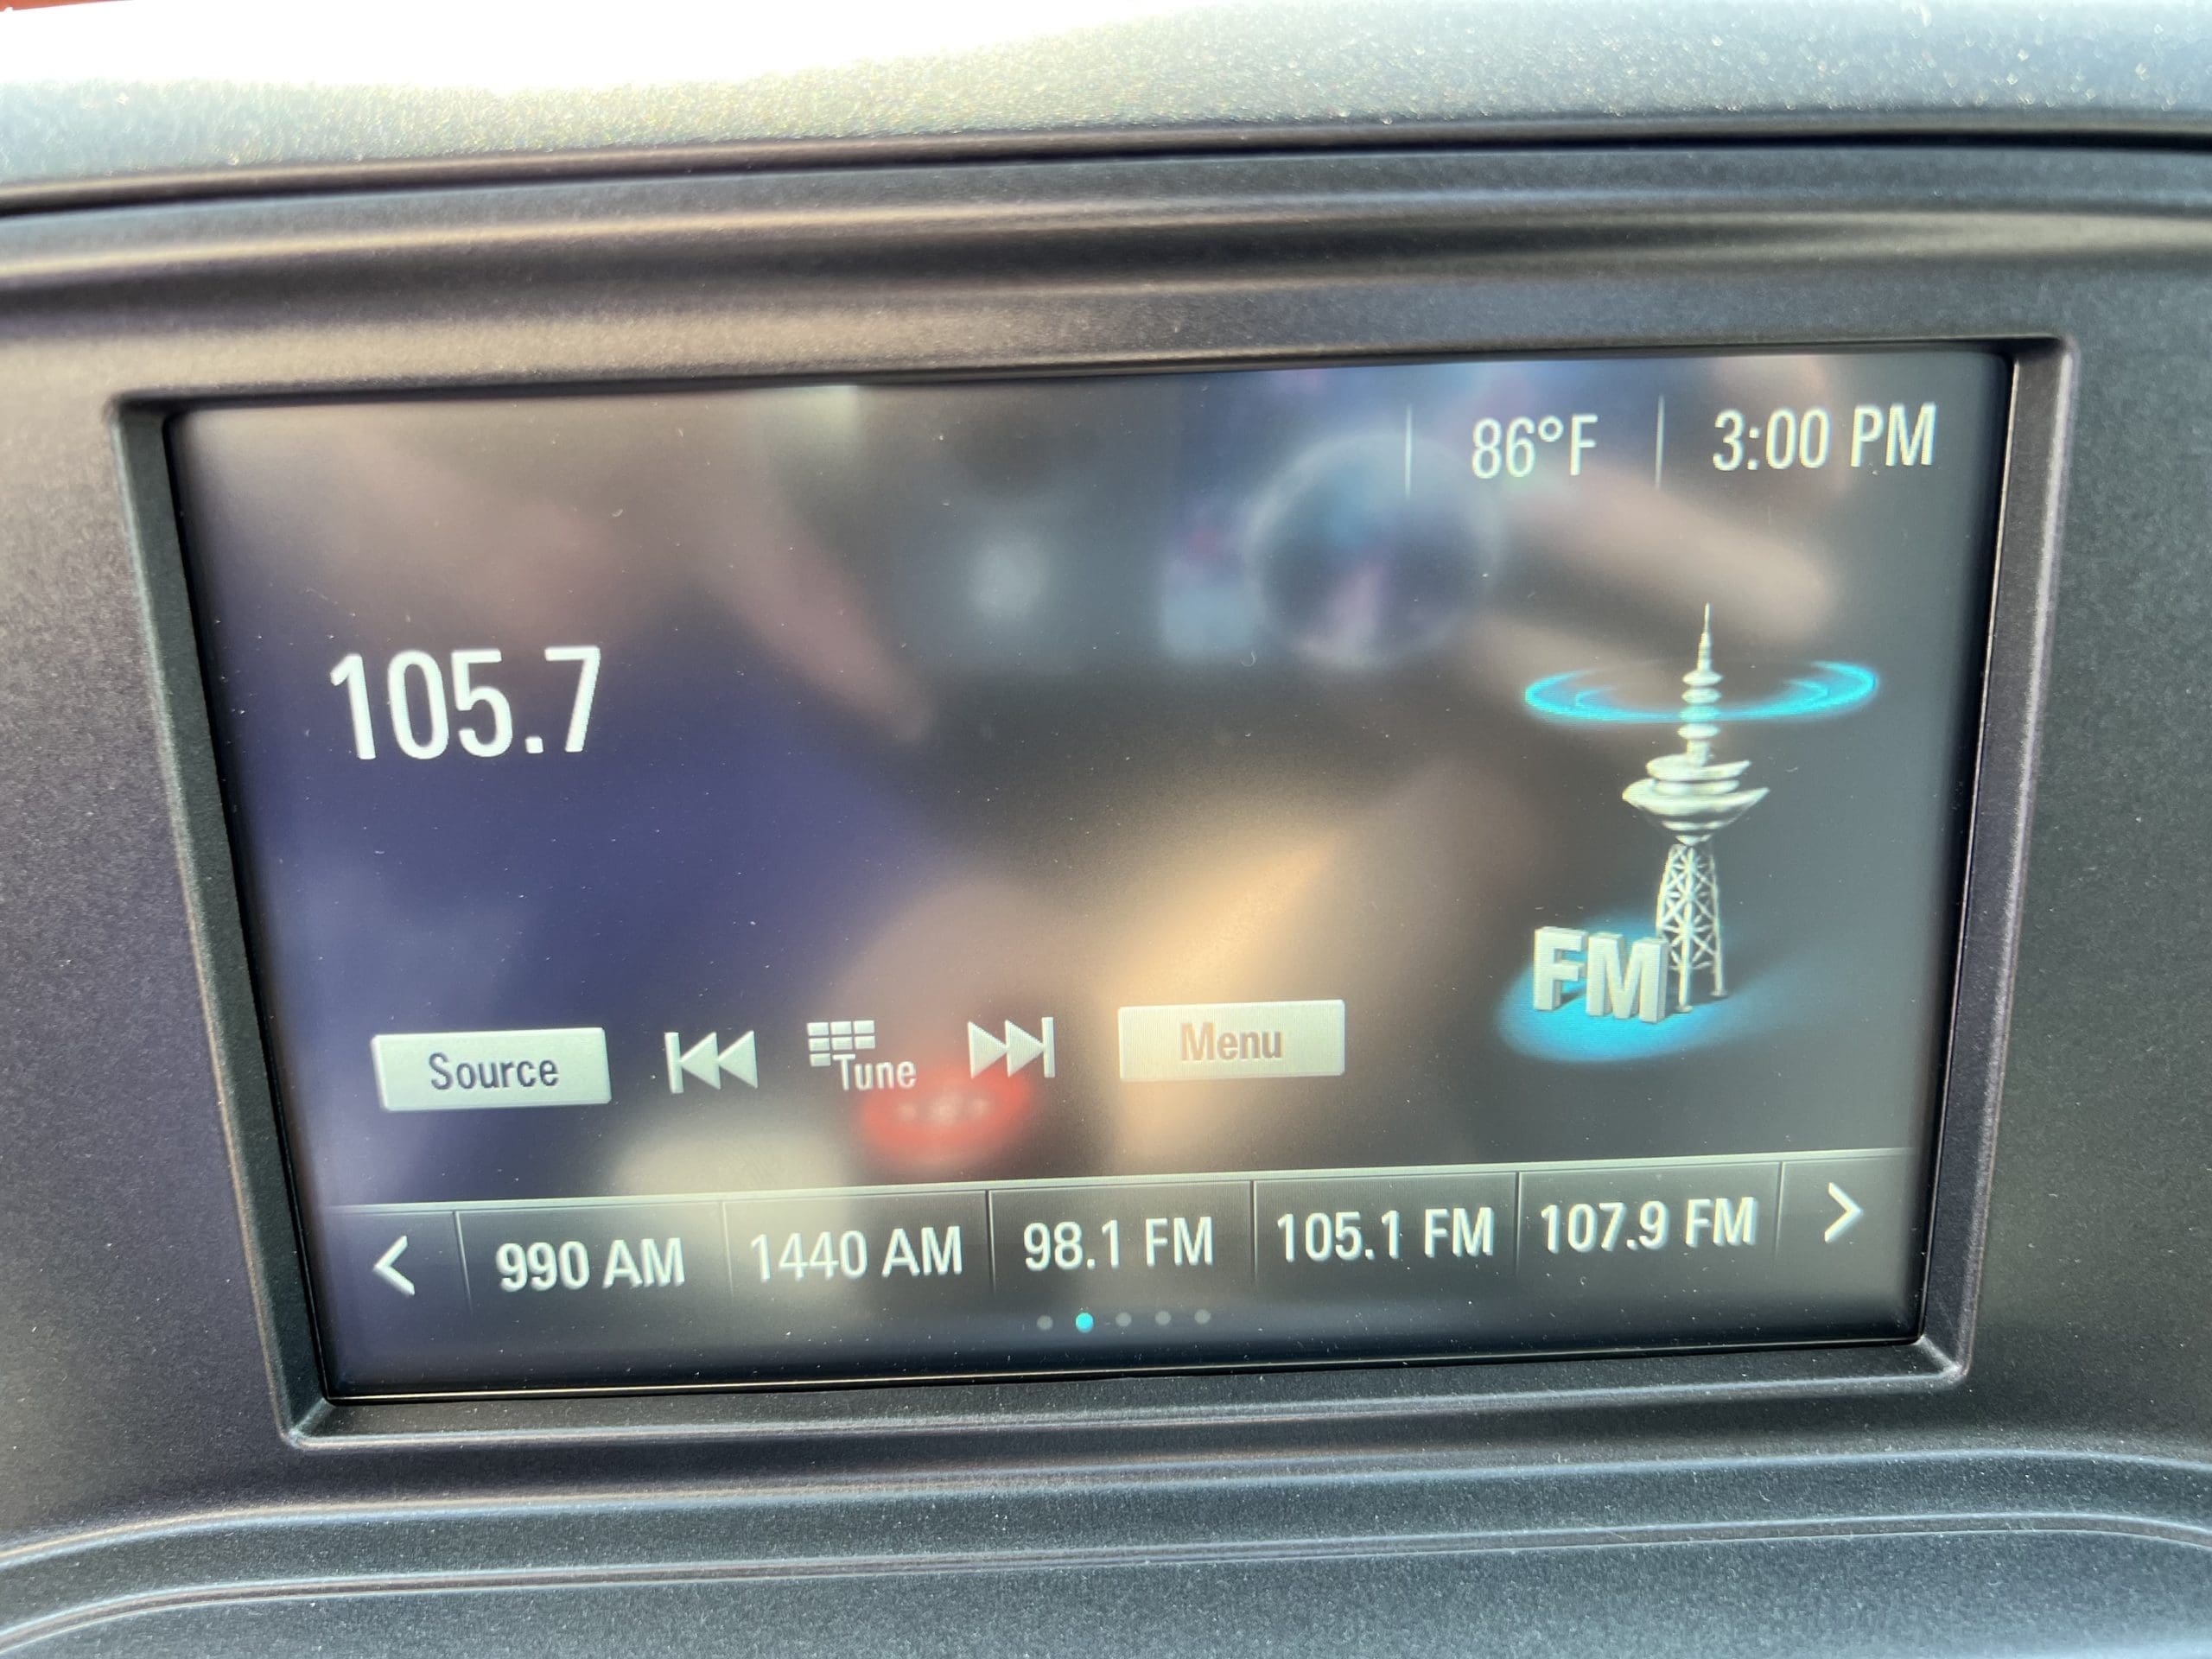 86°F 3:00 PM
105.7
FM
Source Tune Menu
990 AM 1440 AM 98.1 FM 105.1 FM 107.9 FM